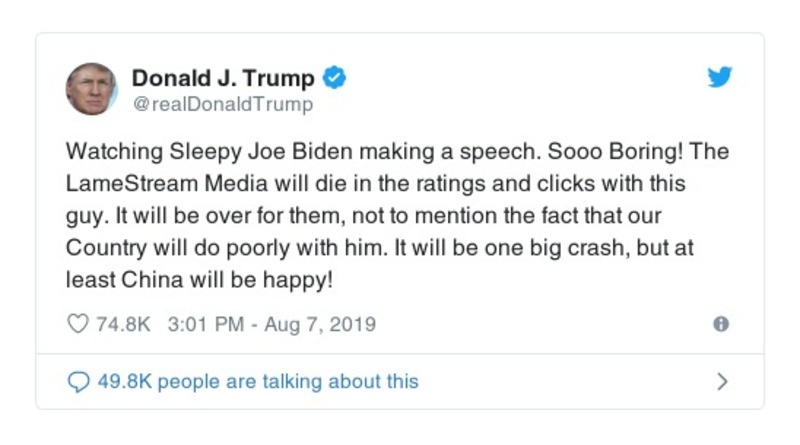 Donald J. Trump
@realDonaldTrump
Watching Sleepy Joe Biden making a speech. Sooo Boring! The
LameStream Media will die in the ratings and clicks with this
guy. It will be over for them, not to mention the fact that our
Country will do poorly with him. It will be one big crash, but at
least China will be happy!
74.8K 3:01 PM - Aug 7, 2019
49.8K people are talking about this